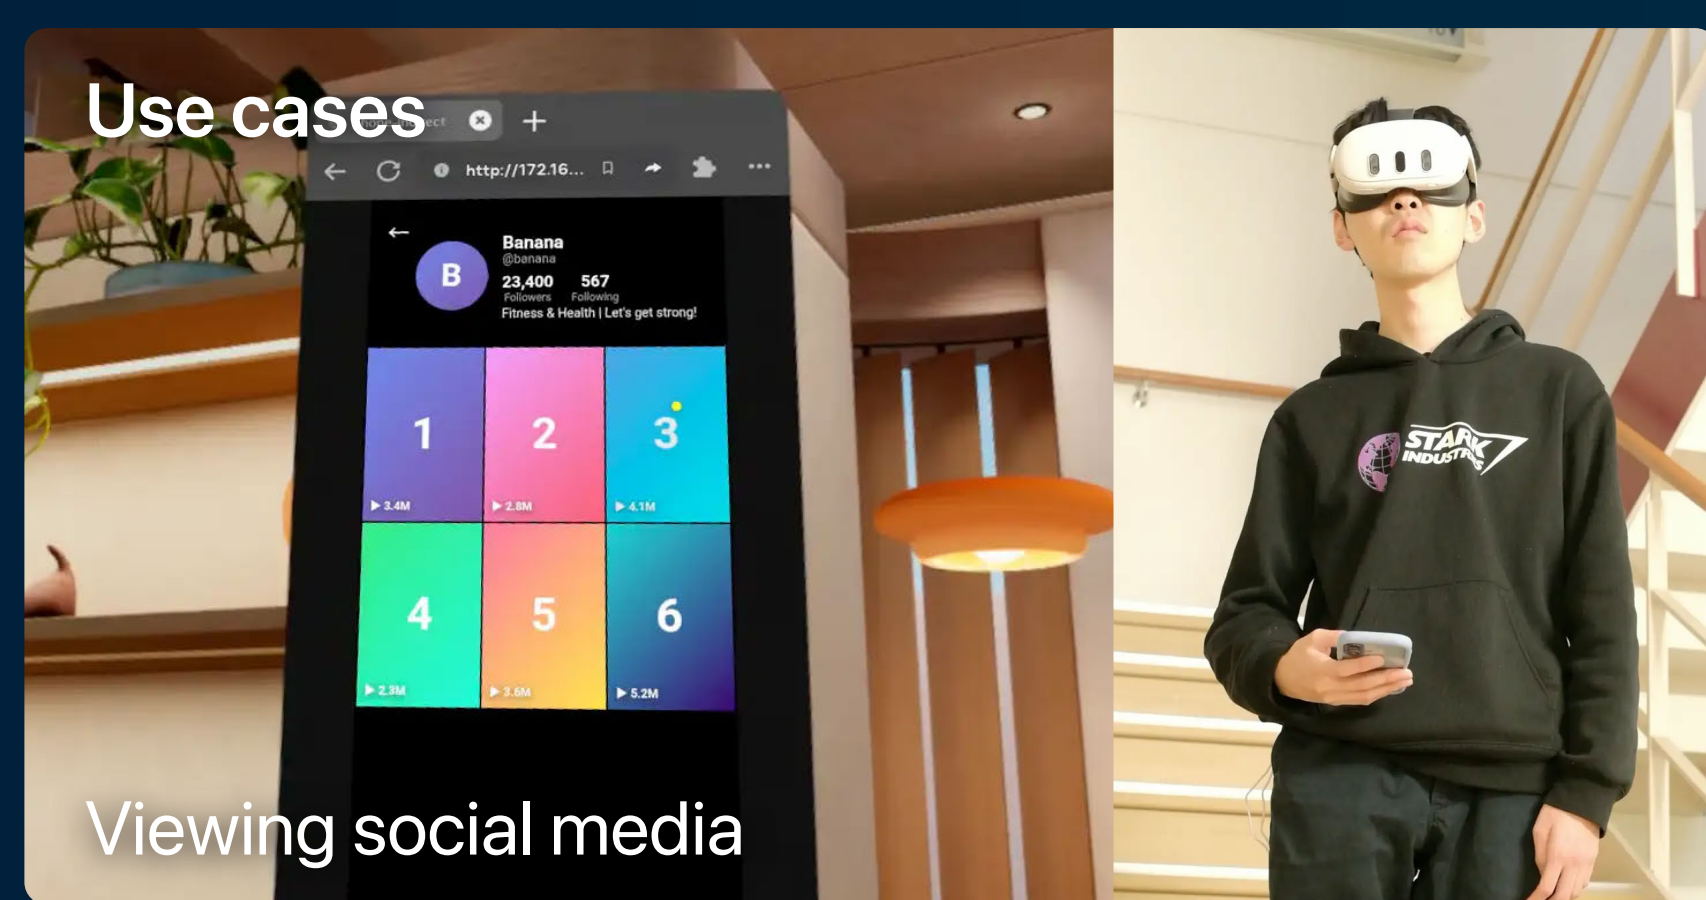 Use cases
http://172.16...
Banana
@banana
23,400 567
Followers Following
Fitness & Health | Let's get strong!
B
1 2 3
3.4M 2.8M 4.1M
4 5 6
2.3M 3.6M 5.2M
Viewing social media
STARK
INDUSTRIES